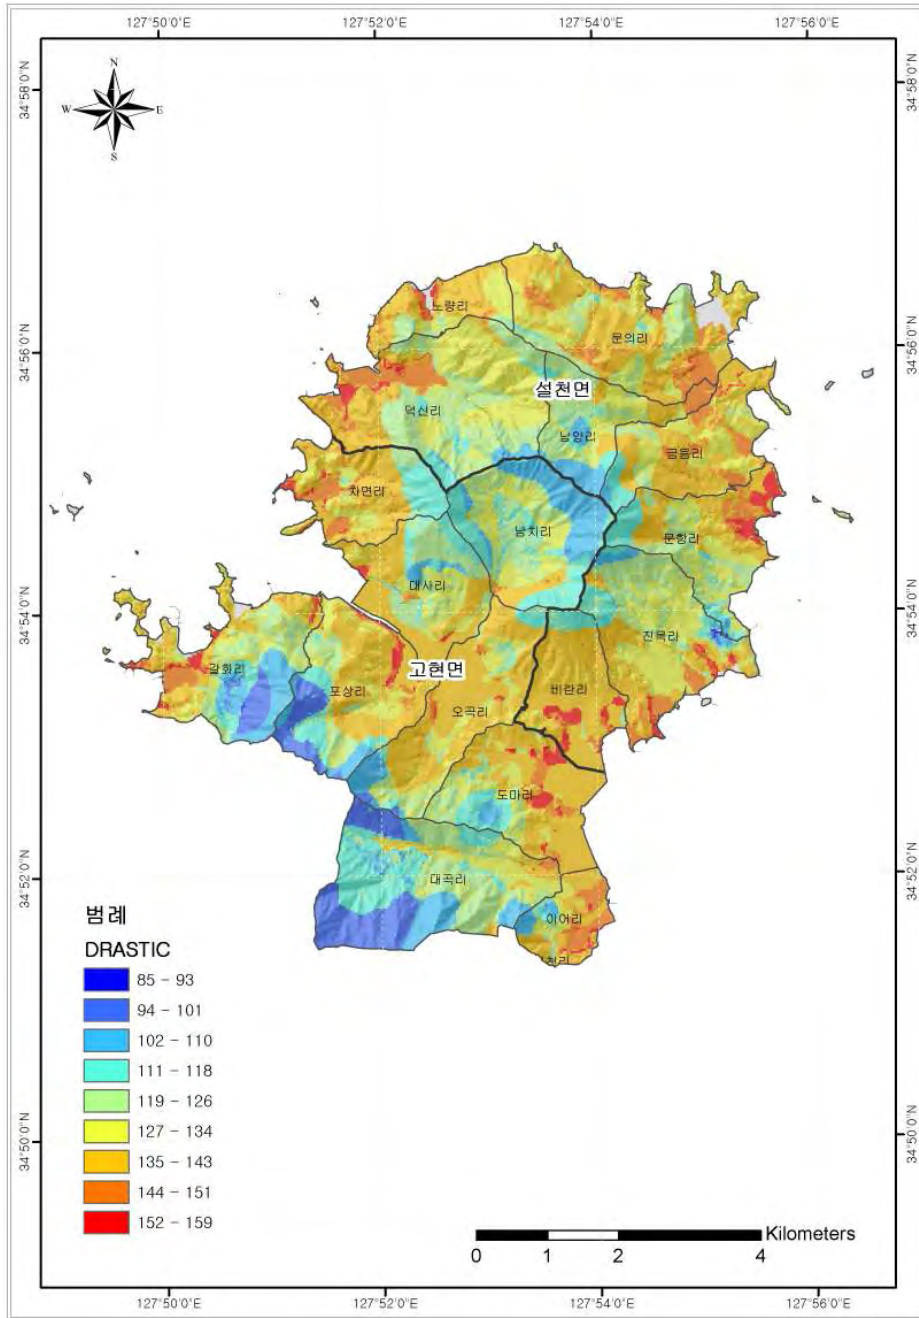 127°50'0"E 127°52'0"E 127°54'0"E 127°56'0"E
34°58'0"N
34°58'0"N
N
W E
S
노량리
34°56'0"N
34°56'0"N
문의리
설천면
덕신리
남양리
금음리
차면리
남치리
문항리
대사리
34°54'0"N
34°54'0"N
진목리
갈화리
고현면
포상리
비란리
오곡리
도마리
34°52'0"N
34°52'0"N
대곡리
이어리
범례
DRASTIC
85 - 93
94 - 101
102 - 110
111 - 118
119 - 126
127 - 134
135 - 143
144 - 151
152 - 159
34°50'0"N
34°50'0"N
Kilometers
0 1 2 4
127°50'0"E 127°52'0"E 127°54'0"E 127°56'0"E